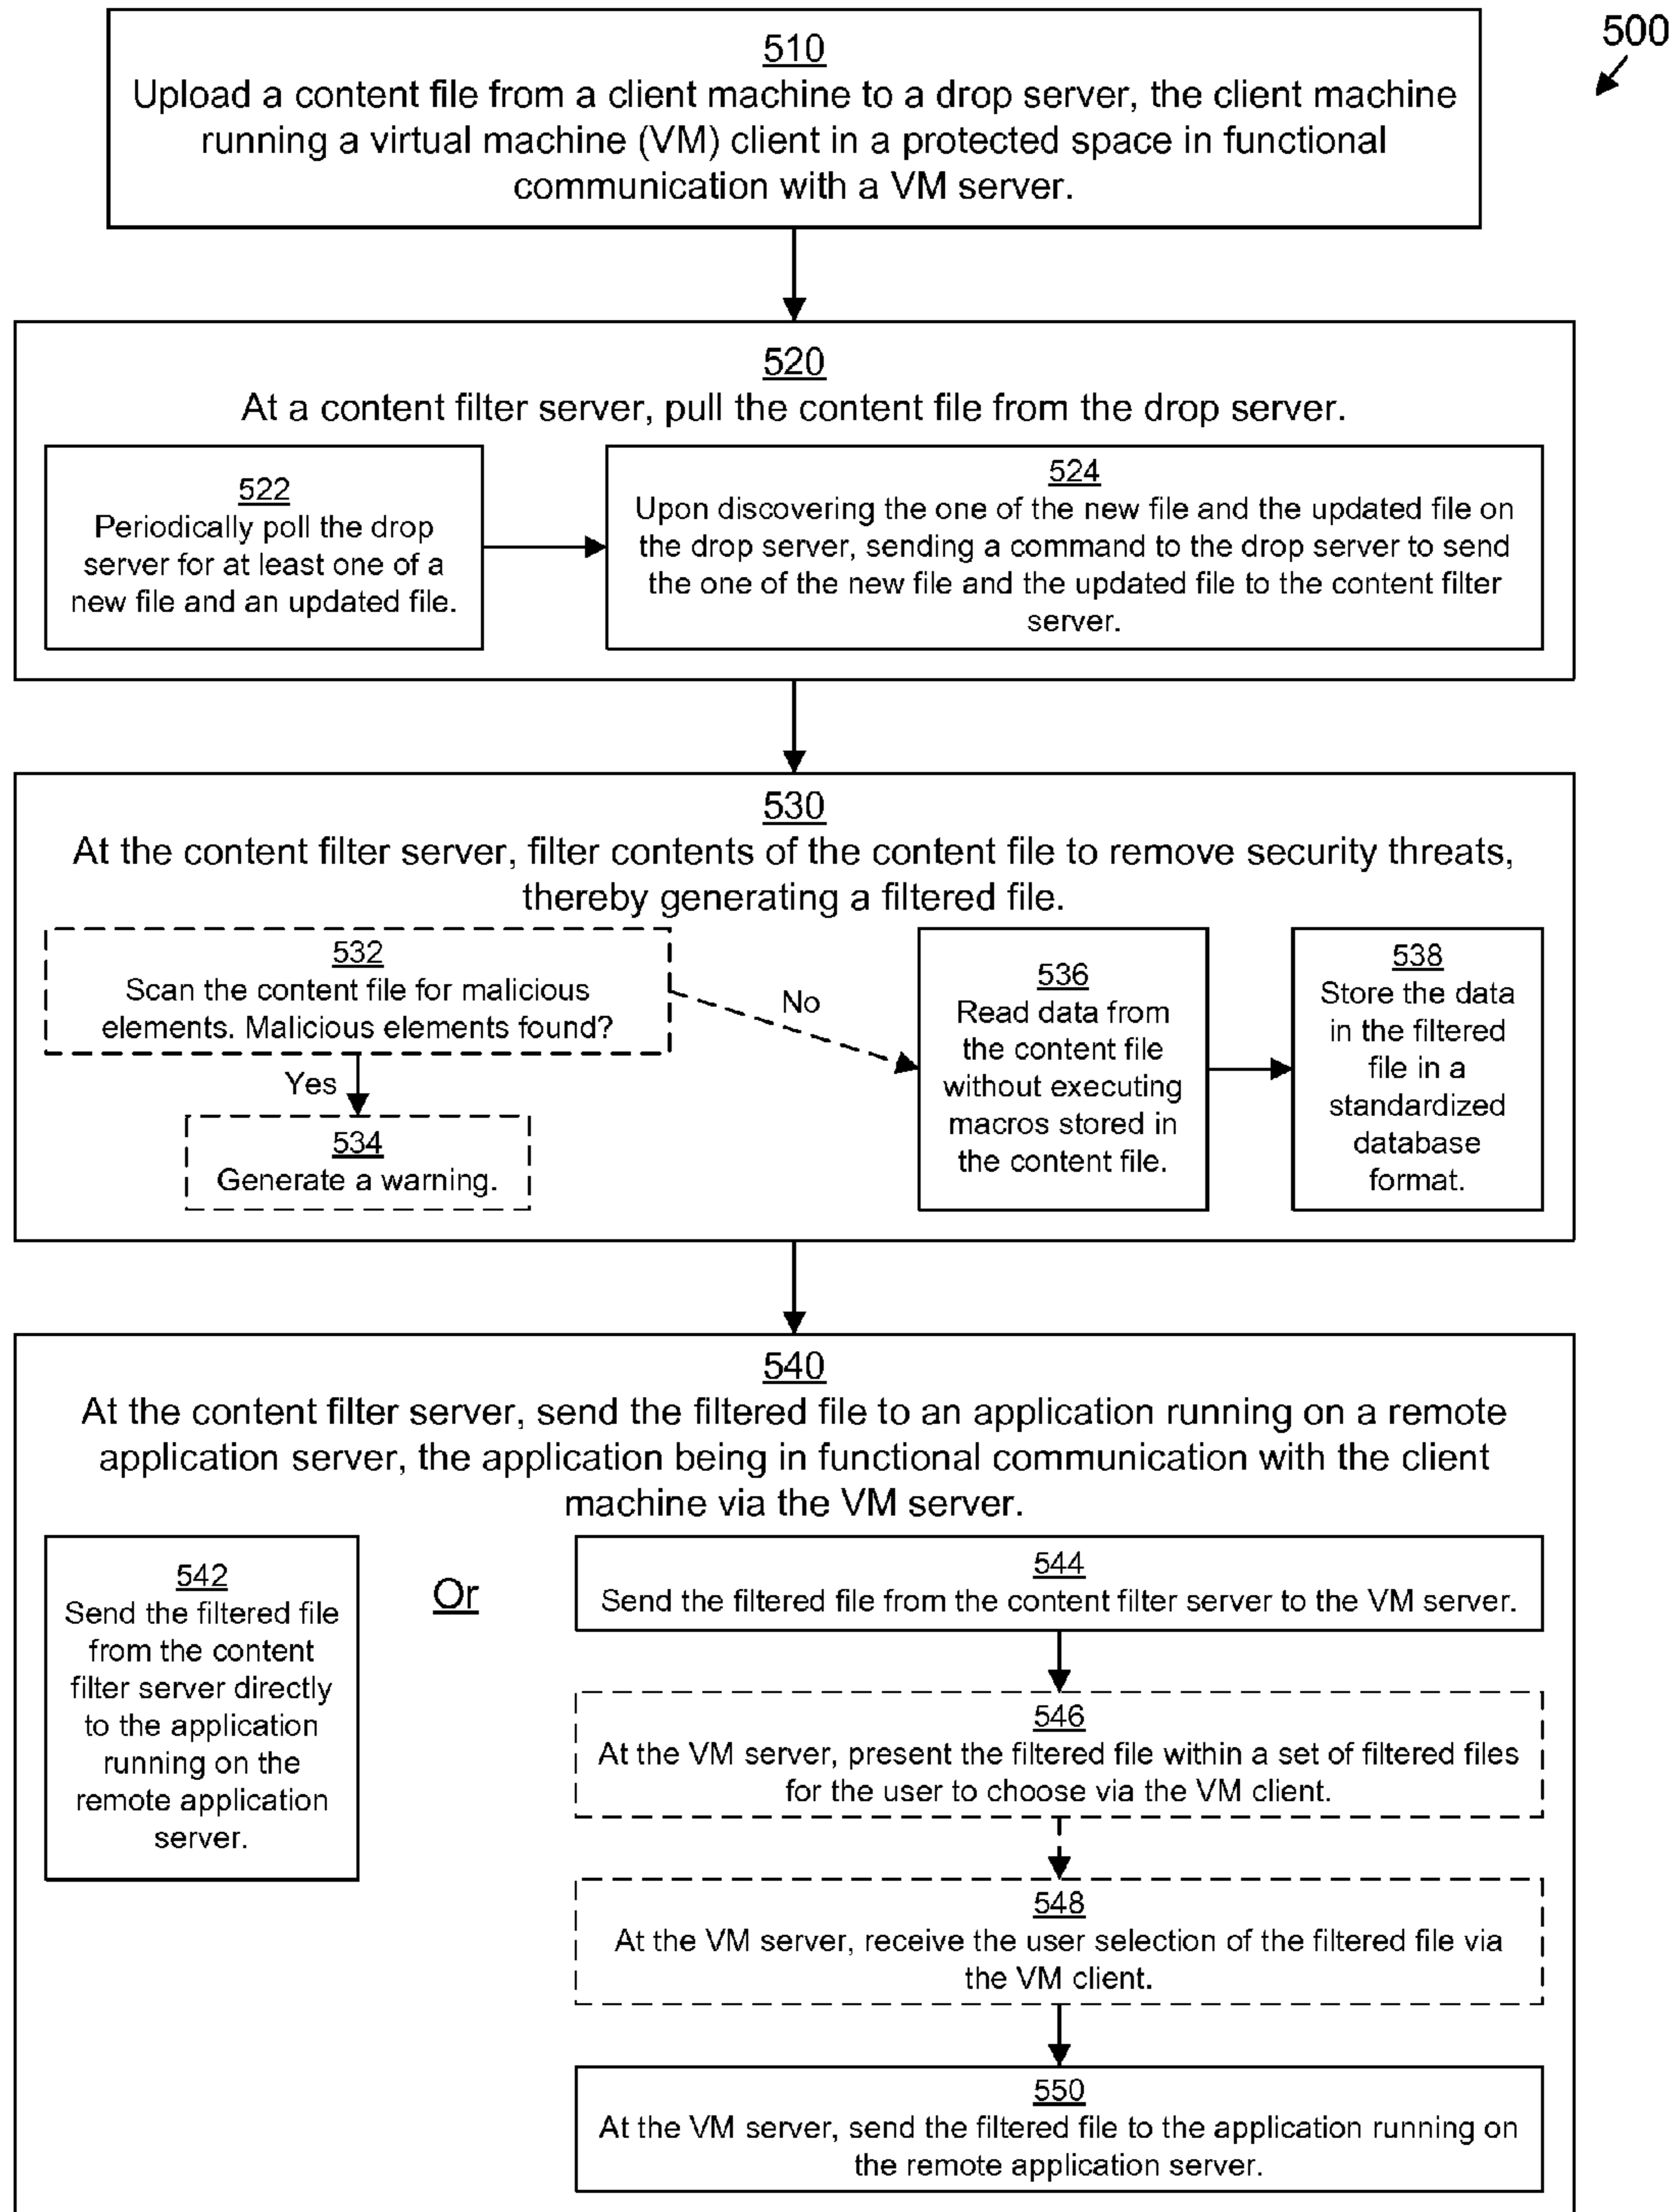 500
510
Upload a content file from a client machine to a drop server, the client machine
running a virtual machine (VM) client in a protected space in functional
communication with a VM server.
520
At a content filter server, pull the content file from the drop server.
522
Periodically poll the drop
server for at least one of a
new file and an updated file.
524
Upon discovering the one of the new file and the updated file on
the drop server, sending a command to the drop server to send
the one of the new file and the updated file to the content filter
server.
530
At the content filter server, filter contents of the content file to remove security threats,
thereby generating a filtered file.
532
Scan the content file for malicious
elements. Malicious elements found?
No
Yes
534
Generate a warning.
536
Read data from
the content file
without executing
macros stored in
the content file.
538
Store the data
in the filtered
file in a
standardized
database
format.
540
At the content filter server, send the filtered file to an application running on a remote
application server, the application being in functional communication with the client
machine via the VM server.
542
Send the filtered file
from the content
filter server directly
to the application
running on the
remote application
server.
Or
544
Send the filtered file from the content filter server to the VM server.
546
At the VM server, present the filtered file within a set of filtered files
for the user to choose via the VM client.
548
At the VM server, receive the user selection of the filtered file via
the VM client.
550
At the VM server, send the filtered file to the application running on
the remote application server.